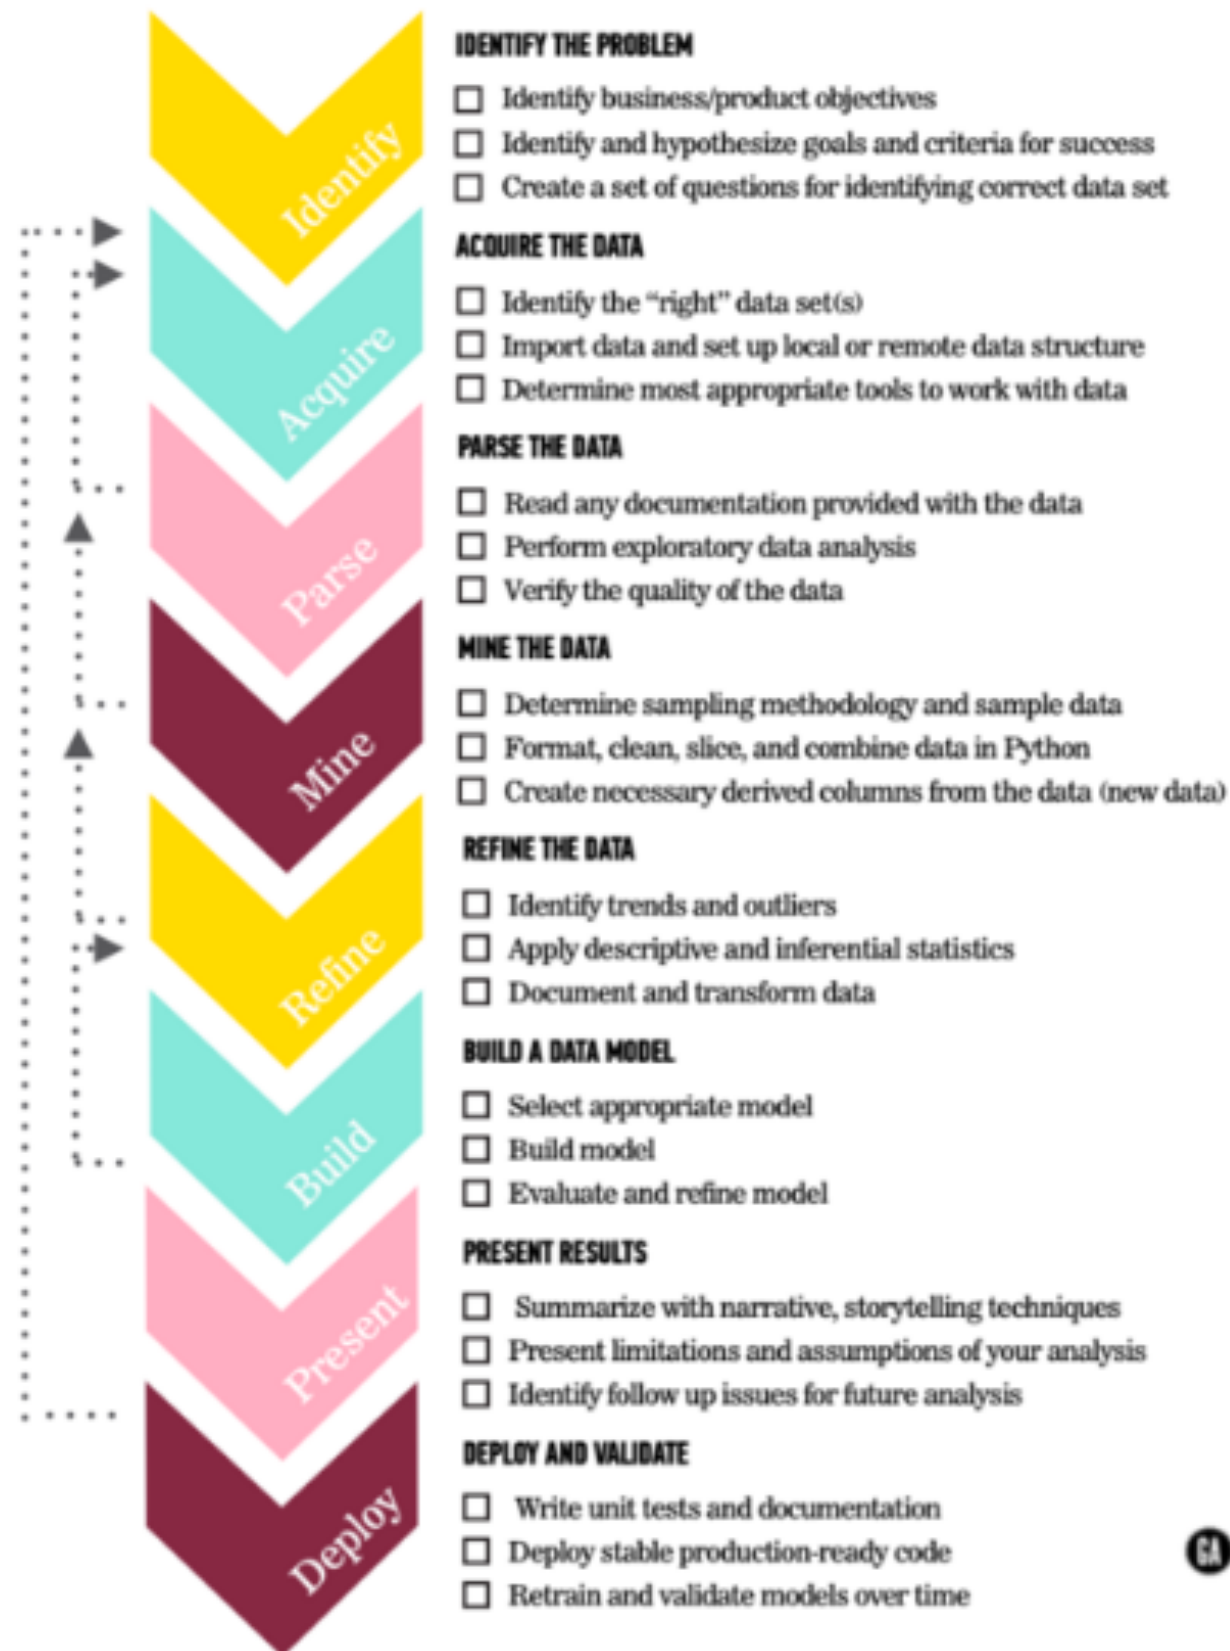 IDENTIFY THE PROBLEM
Identify business/product objectives
Identify and hypothesize goals and criteria for success
Create a set of questions for identifying correct data set
Identify
ACQUIRE THE DATA
Identify the “right” data set(s)
Import data and set up local or remote data structure
Determine most appropriate tools to work with data
Acquire
PARSE THE DATA
Read any documentation provided with the data
Perform exploratory data analysis
Verify the quality of the data
Parse
MINE THE DATA
Determine sampling methodology and sample data
Format, clean, slice, and combine data in Python
Create necessary derived columns from the data (new data)
Mine
REFINE THE DATA
Identify trends and outliers
Apply descriptive and inferential statistics
Document and transform data
Refine
BUILD A DATA MODEL
Select appropriate model
Build model
Evaluate and refine model
Build
PRESENT RESULTS
Summarize with narrative, storytelling techniques
Present limitations and assumptions of your analysis
Identify follow up issues for future analysis
Present
DEPLOY AND VALIDATE
Write unit tests and documentation
Deploy stable production-ready code
Retrain and validate models over time
Deploy
GA